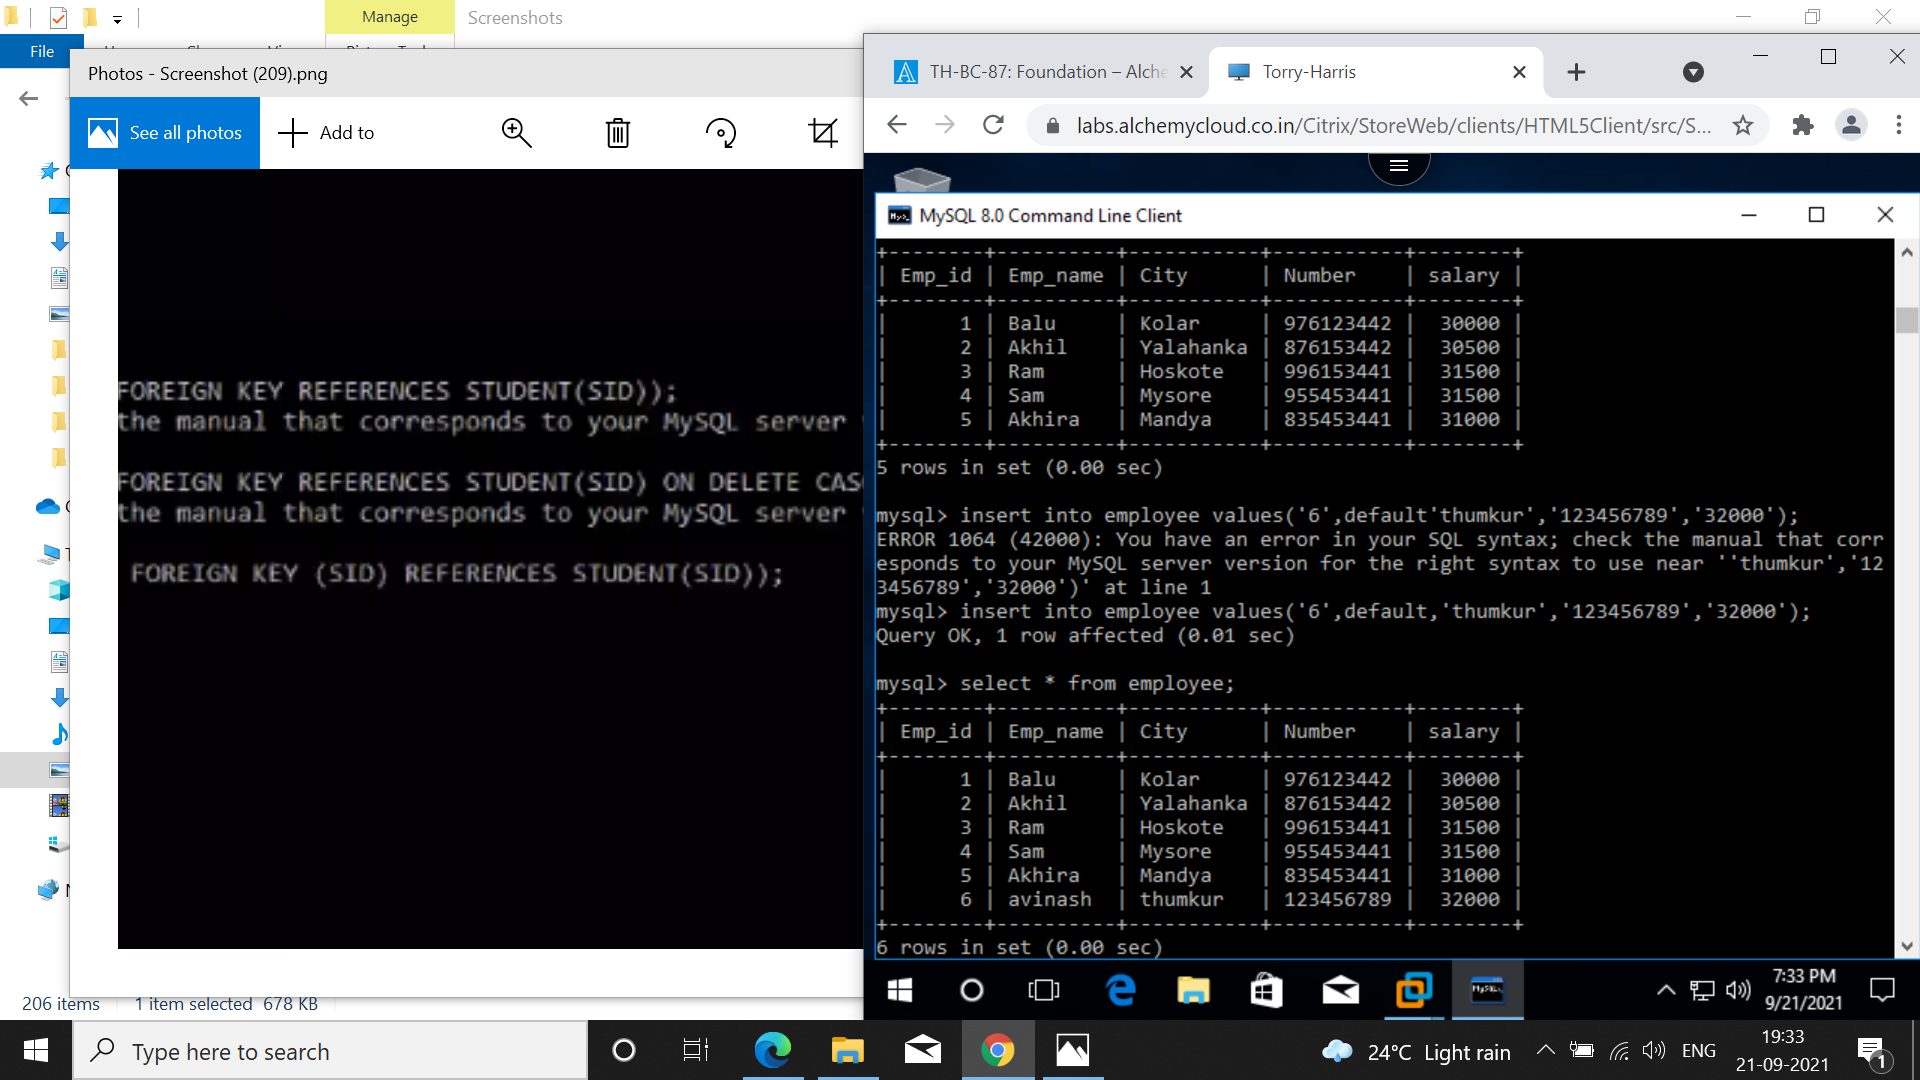 Manage
Screenshots
File
Photos - Screenshot (209).png
See all photos
Add to
FOREIGN KEY REFERENCES STUDENT(SID));
the manual that corresponds to your MySQL server
FOREIGN KEY REFERENCES STUDENT(SID) ON DELETE CAS
the manual that corresponds to your MySQL server
FOREIGN KEY (SID) REFERENCES STUDENT(SID));
206 items
1 item selected 678 KB
TH-BC-87: Foundation – Alche
Torry-Harris
labs.alchemycloud.co.in/Citrix/StoreWeb/clients/HTML5Client/src/S...
MySQL 8.0 Command Line Client
+--------+----------+-----------+-----------+--------+
| Emp_id | Emp_name | City      | Number    | salary |
+--------+----------+-----------+-----------+--------+
|      1 | Balu     | Kolar     | 976123442 |  30000 |
|      2 | Akhil    | Yalahanka | 876153442 |  30500 |
|      3 | Ram      | Hoskote   | 996153441 |  31500 |
|      4 | Sam      | Mysore    | 955453441 |  31500 |
|      5 | Akhira   | Mandya    | 835453441 |  31000 |
+--------+----------+-----------+-----------+--------+
5 rows in set (0.00 sec)
mysql> insert into employee values('6',default'thumkur','123456789','32000');
ERROR 1064 (42000): You have an error in your SQL syntax; check the manual that corr
esponds to your MySQL server version for the right syntax to use near ''thumkur','12
3456789','32000')' at line 1
mysql> insert into employee values('6',default,'thumkur','123456789','32000');
Query OK, 1 row affected (0.01 sec)
mysql> select * from employee;
+--------+----------+-----------+-----------+--------+
| Emp_id | Emp_name | City      | Number    | salary |
+--------+----------+-----------+-----------+--------+
|      1 | Balu     | Kolar     | 976123442 |  30000 |
|      2 | Akhil    | Yalahanka | 876153442 |  30500 |
|      3 | Ram      | Hoskote   | 996153441 |  31500 |
|      4 | Sam      | Mysore    | 955453441 |  31500 |
|      5 | Akhira   | Mandya    | 835453441 |  31000 |
|      6 | avinash  | thumkur   | 123456789 |  32000 |
+--------+----------+-----------+-----------+--------+
6 rows in set (0.00 sec)
7:33 PM
9/21/2021
Type here to search
24°C Light rain
ENG
19:33
21-09-2021
1